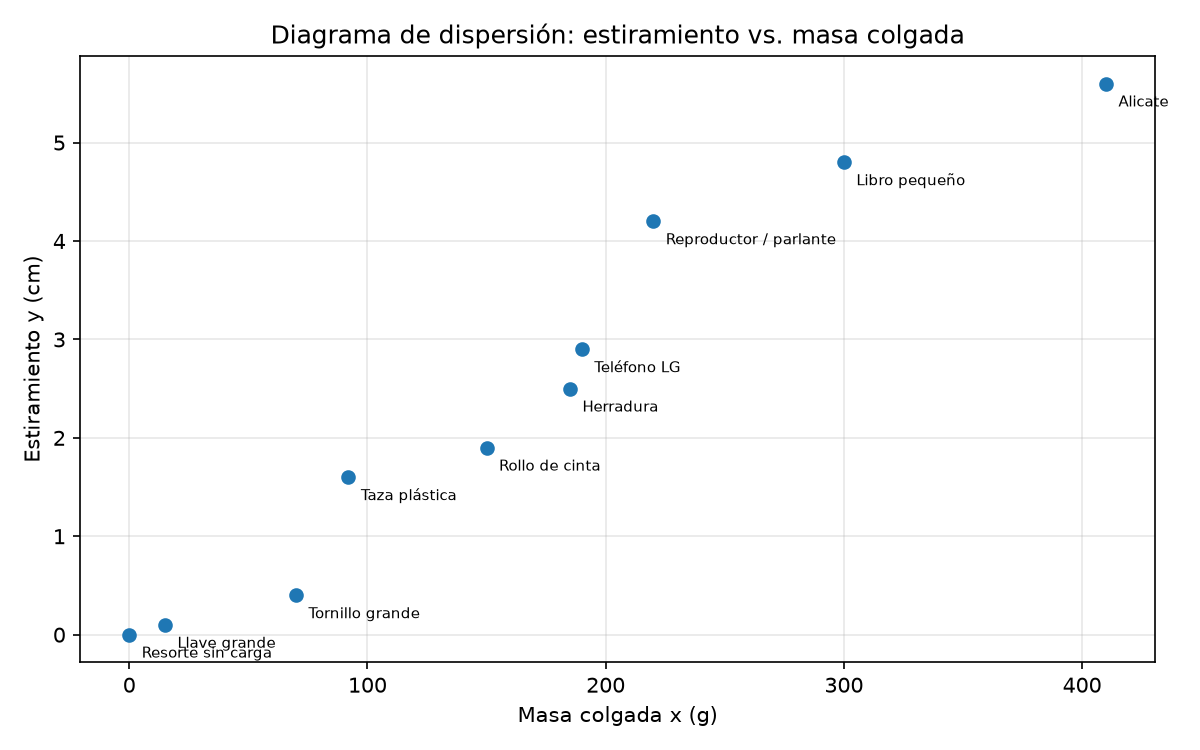 Diagrama de dispersión: estiramiento vs. masa colgada
Estiramiento y (cm)
5
4
3
2
1
0
Alicate
Libro pequeño
Reproductor / parlante
Teléfono LG
Herradura
Rollo de cinta
Taza plástica
Tornillo grande
Llave grande
Resorte sin carga
0 100 200 300 400
Masa colgada x (g)